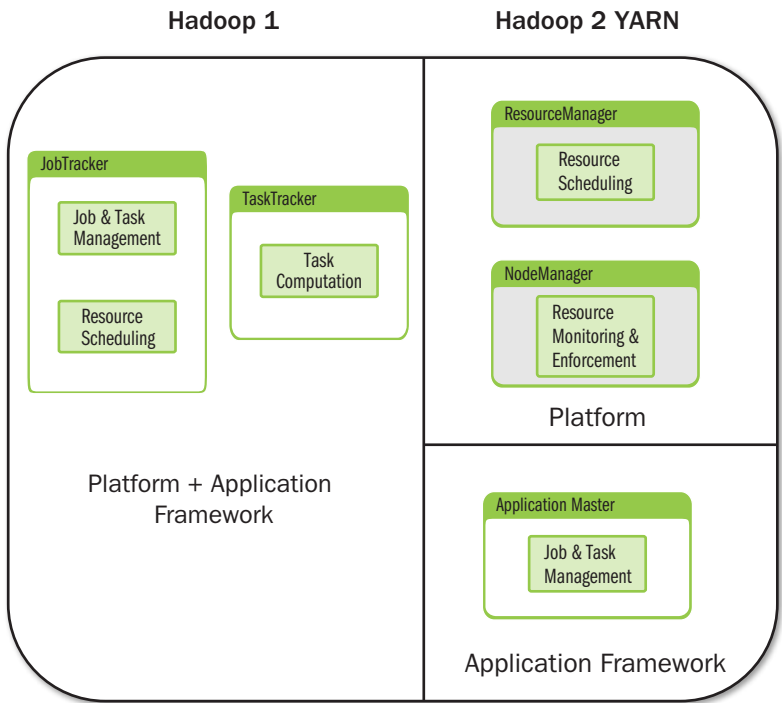 Hadoop 1
Hadoop 2 YARN
JobTracker
Job & Task
Management
Resource
Scheduling
TaskTracker
Task
Computation
Platform + Application
Framework
ResourceManager
Resource
Scheduling
NodeManager
Resource
Monitoring &
Enforcement
Platform
Application Master
Job & Task
Management
Application Framework